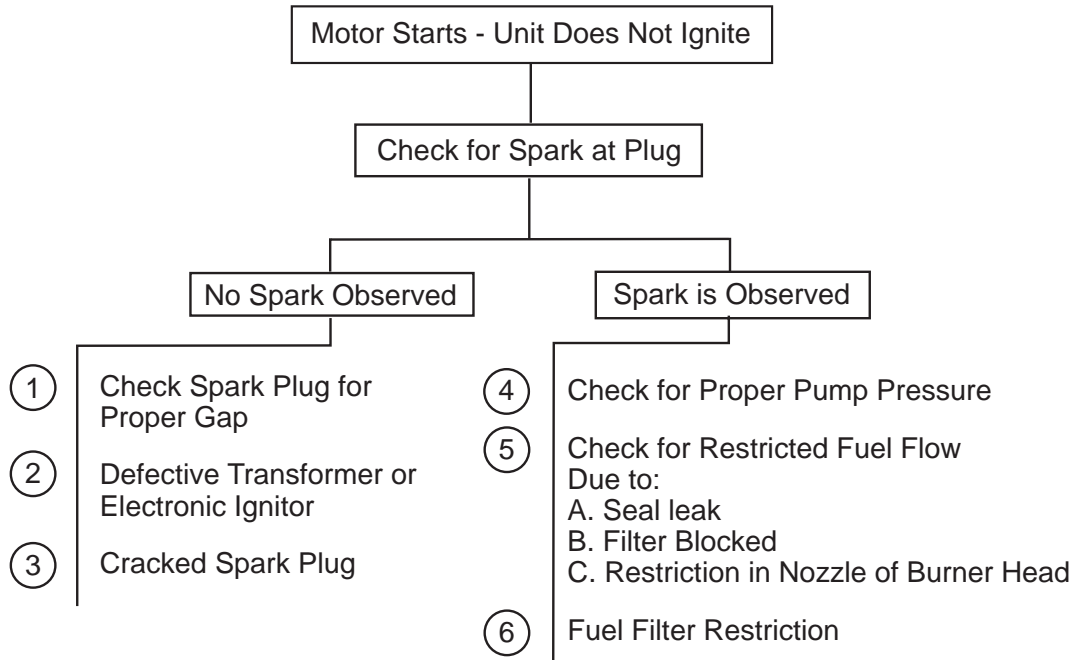 Motor Starts - Unit Does Not Ignite
Check for Spark at Plug
No Spark Observed
1
Check Spark Plug for
Proper Gap
2
Defective Transformer or
Electronic Ignitor
3
Cracked Spark Plug
Spark is Observed
4
Check for Proper Pump Pressure
5
Check for Restricted Fuel Flow
Due to:
A. Seal leak
B. Filter Blocked
C. Restriction in Nozzle of Burner Head
6
Fuel Filter Restriction